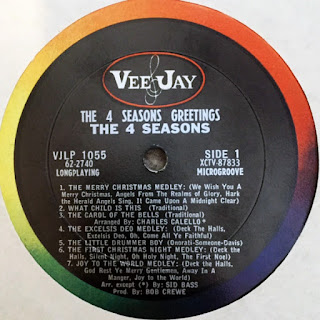 VEE JAY
THE 4 SEASONS GREETINGS
THE 4 SEASONS
VJLP 1055 SIDE 1
62-2740 XCTV-87833
LONGPLAYING MICROGROOVE
1. THE MERRY CHRISTMAS MEDLEY: (We Wish You A
Merry Christmas, Angels From The Realms of Glory, Hark
the Herald Angels Sing, It Came Upon A Midnight Clear)
2. WHAT CHILD IS THIS (Traditional)
3. THE CAROL OF THE BELLS (Traditional)
Arranged By: CHARLES CALELLO*
4. THE EXCELSIS DEO MEDLEY: (Deck The Halls,
Excelsis Deo, Oh Come All Ye Faithful)
5. THE LITTLE DRUMMER BOY (Onorati-Someone-Davis)
6. THE FIRST CHRISTMAS NIGHT MEDLEY: (Deck the
Halls, Silent Night, Oh Holy Night, The First Noel)
7. JOY TO THE WORLD MEDLEY: (Deck the Halls,
God Rest Ye Merry Gentlemen, Away In A
Manger, Joy to the World)
Arr. except (*) By: SID BASS
Prod. By: BOB CREWE